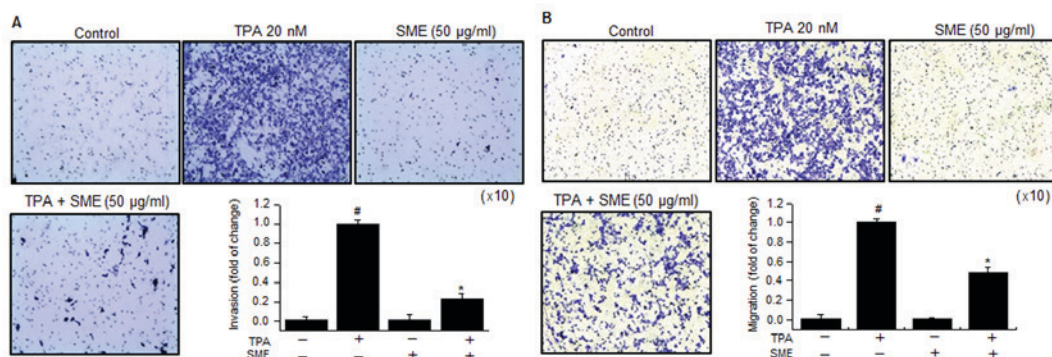 A
Control
TPA 20 nM
SME (50 µg/ml)
TPA + SME (50 µg/ml)
(×10)
Invasion (fold of change)
1.2
1.0
0.8
0.6
0.4
0.2
0.0
#
*
TPA – + – +
SME – – + +
B
Control
TPA 20 nM
SME (50 µg/ml)
TPA + SME (50 µg/ml)
(×10)
Migration (fold of change)
1.2
1.0
0.8
0.6
0.4
0.2
0.0
#
*
TPA – + – +
SME – – + +